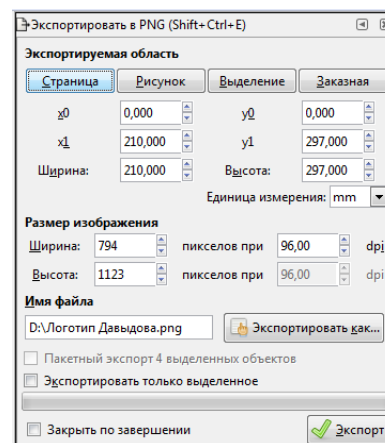 Экспортировать в PNG (Shift+Ctrl+E)
Экспортируемая область
Страница Рисунок Выделение Заказная
x0 0,000 y0 0,000
x1 210,000 y1 297,000
Ширина: 210,000 Высота: 297,000
Единица измерения: mm
Размер изображения
Ширина: 794 пикселов при 96,00 dpi
Высота: 1123 пикселов при 96,00 dpi
Имя файла
D:\Логотип Давыдова.png Экспортировать как...
Пакетный экспорт 4 выделенных объектов
Экспортировать только выделенное
Закрыть по завершении Экспорт